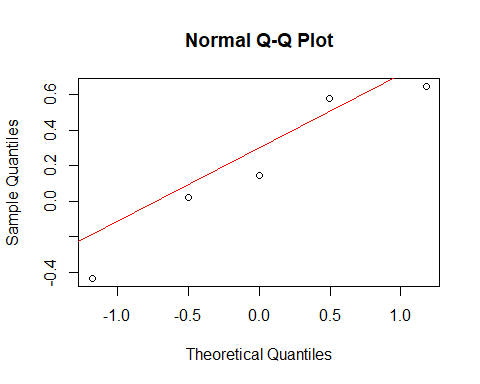 Normal Q-Q Plot
Sample Quantiles
0.6
0.4
0.2
0.0
-0.4
-1.0 -0.5 0.0 0.5 1.0
Theoretical Quantiles